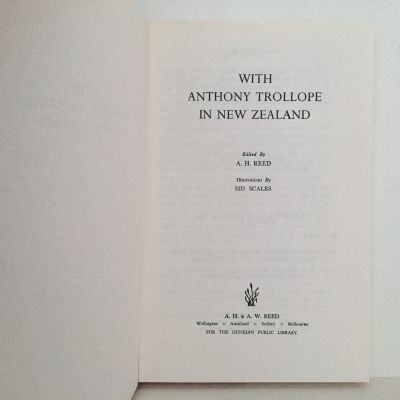 WITH
ANTHONY TROLLOPE
IN NEW ZEALAND
Edited By
A. H. REED
Illustrations By
SID SCALES
A. H. & A. W. REED
Wellington :: Auckland :: Sydney :: Melbourne
FOR THE DUNEDIN PUBLIC LIBRARY.